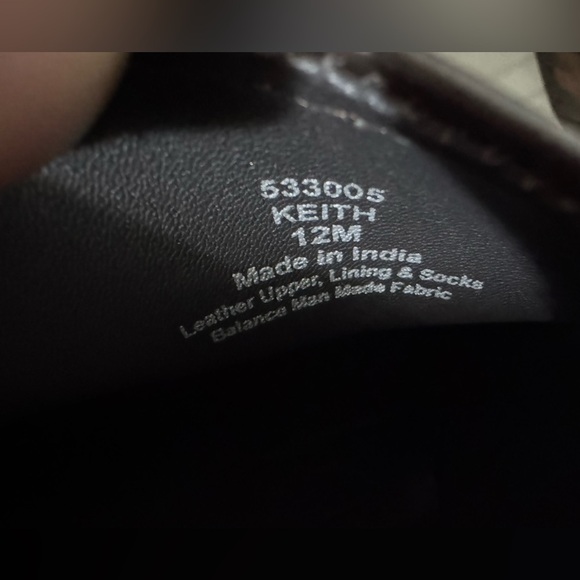 533005
KEITH
12M
Made in India
Leather Upper, Lining & Socks
Balance Man Made Fabric